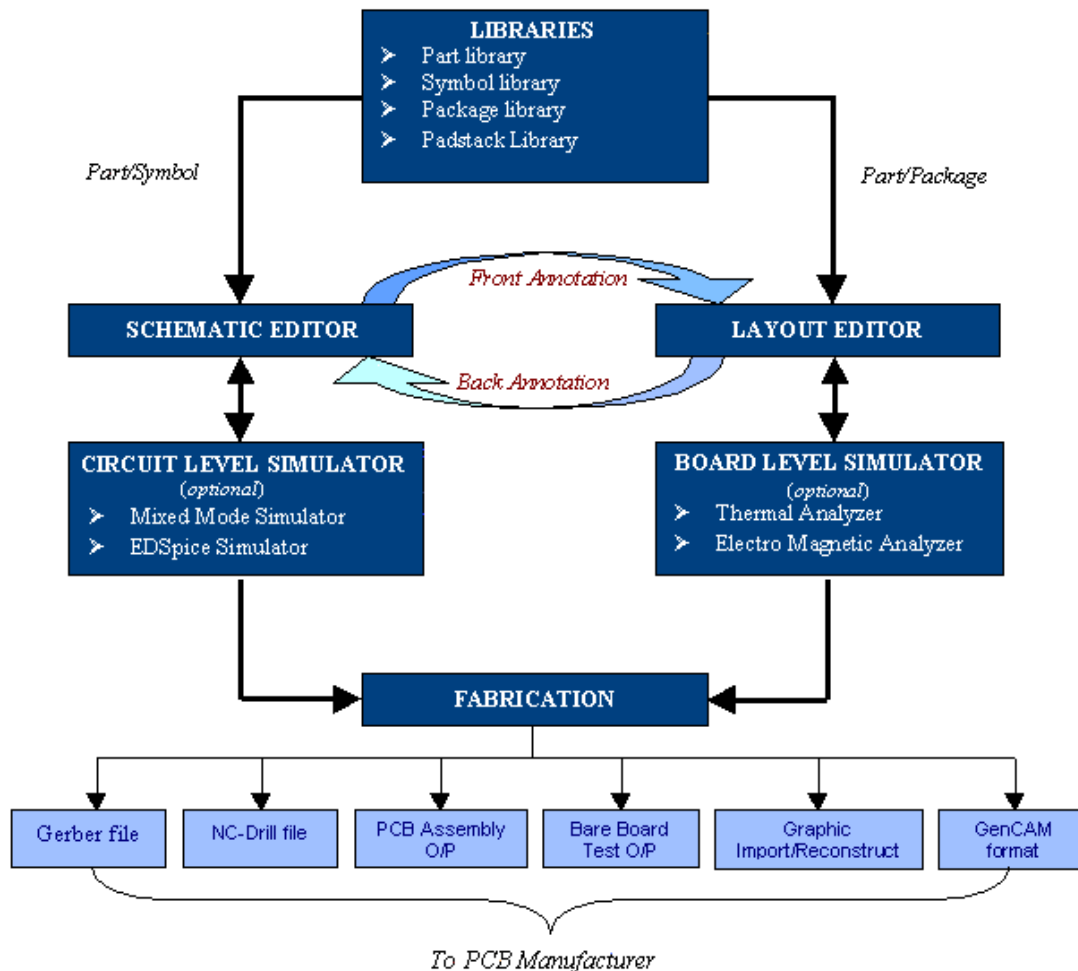 LIBRARIES
➢ Part library
➢ Symbol library
➢ Package library
➢ Padstack Library
Part/Symbol
Part/Package
Front Annotation
SCHEMATIC EDITOR
LAYOUT EDITOR
Back Annotation
CIRCUIT LEVEL SIMULATOR
(optional)
➢ Mixed Mode Simulator
➢ EDSpice Simulator
BOARD LEVEL SIMULATOR
(optional)
➢ Thermal Analyzer
➢ Electro Magnetic Analyzer
FABRICATION
Gerber file
NC-Drill file
PCB Assembly
O/P
Bare Board
Test O/P
Graphic
Import/Reconstruct
GenCAM
format
To PCB Manufacturer